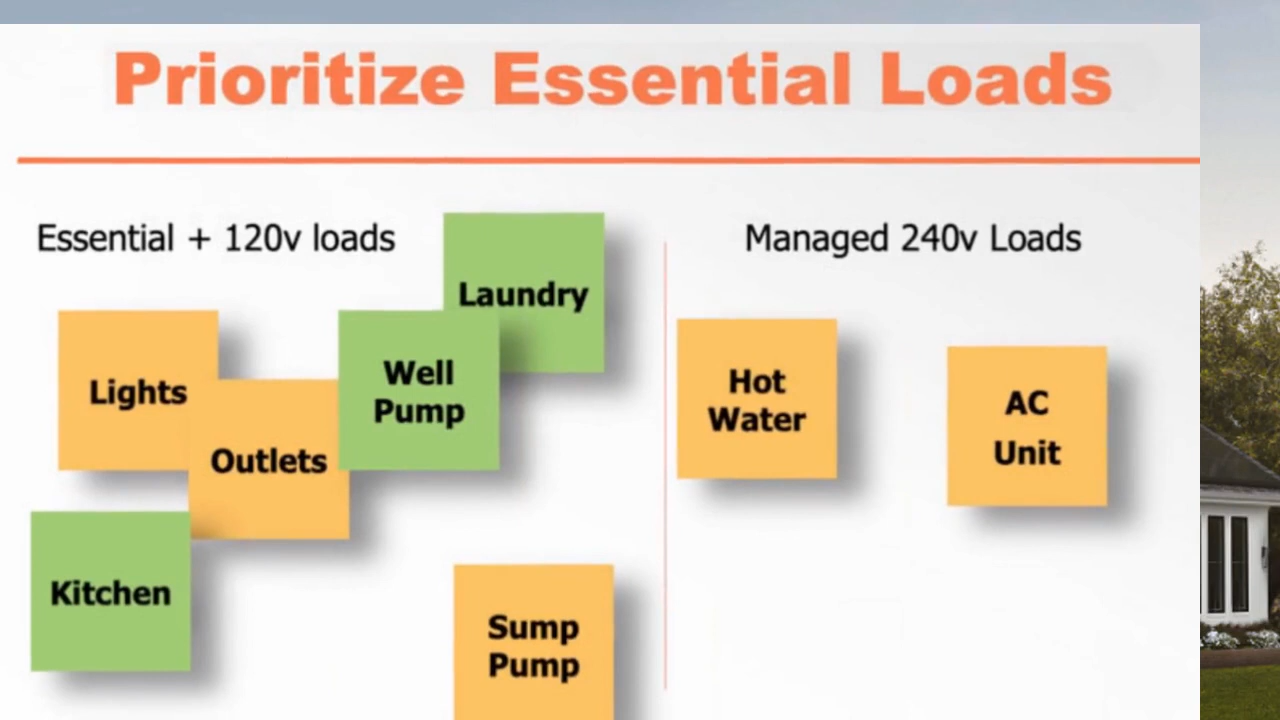 Prioritize Essential Loads
Essential + 120v loads
Laundry
Lights
Well
Pump
Outlets
Kitchen
Sump
Pump
Managed 240v Loads
Hot
Water
AC
Unit